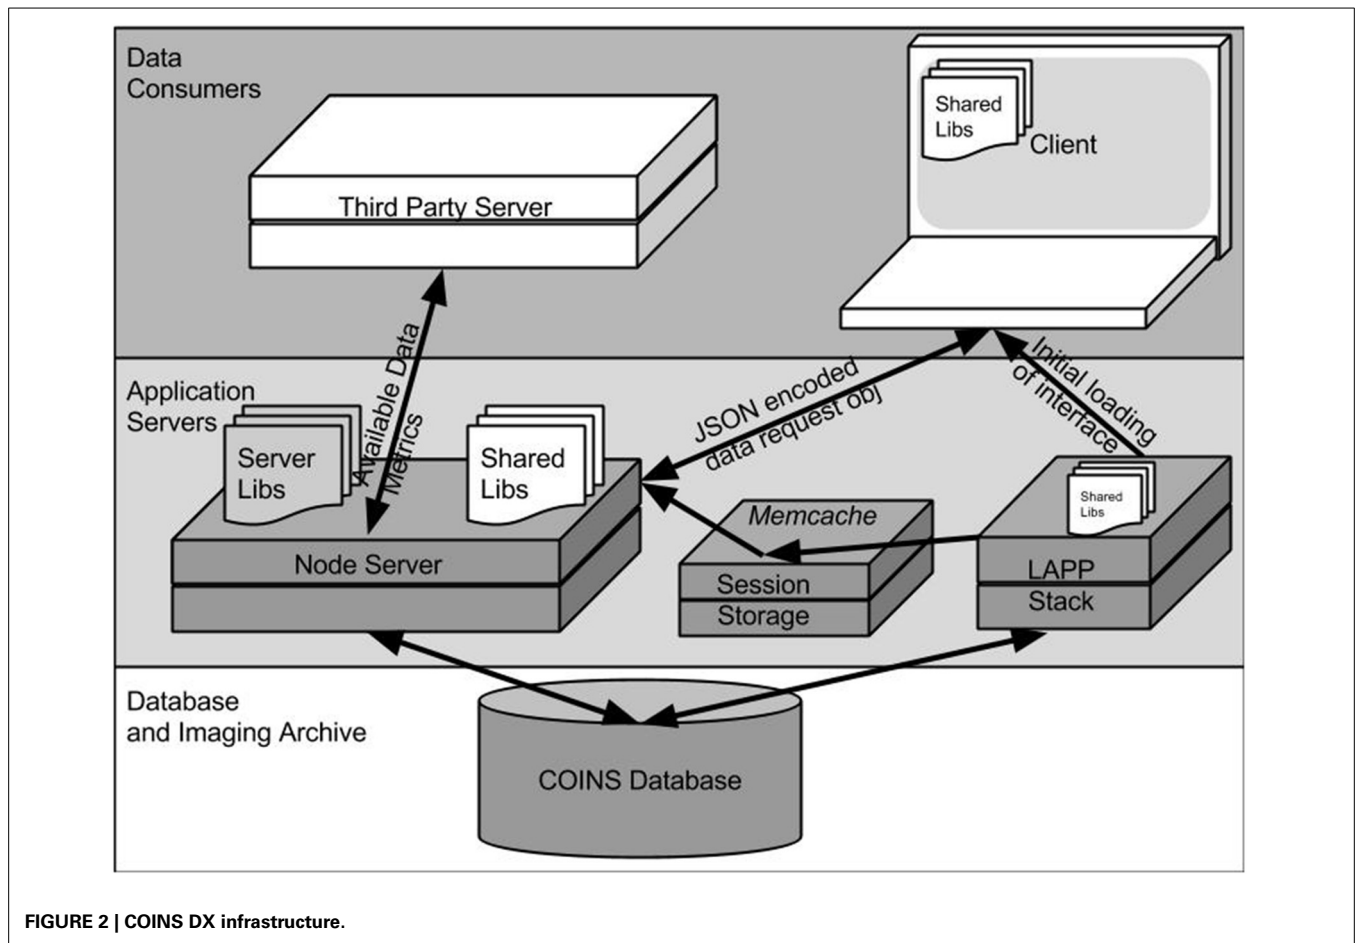 Data
Consumers
Shared
Libs
Client
Third Party Server
Application
Servers
Available Data
Metrics
JSON encoded
data request obj
Initial loading
of interface
Server
Libs
Shared
Libs
Shared
Libs
Memcache
Node Server
Session
Storage
LAPP
Stack
Database
and Imaging Archive
COINS Database
FIGURE 2 | COINS DX infrastructure.